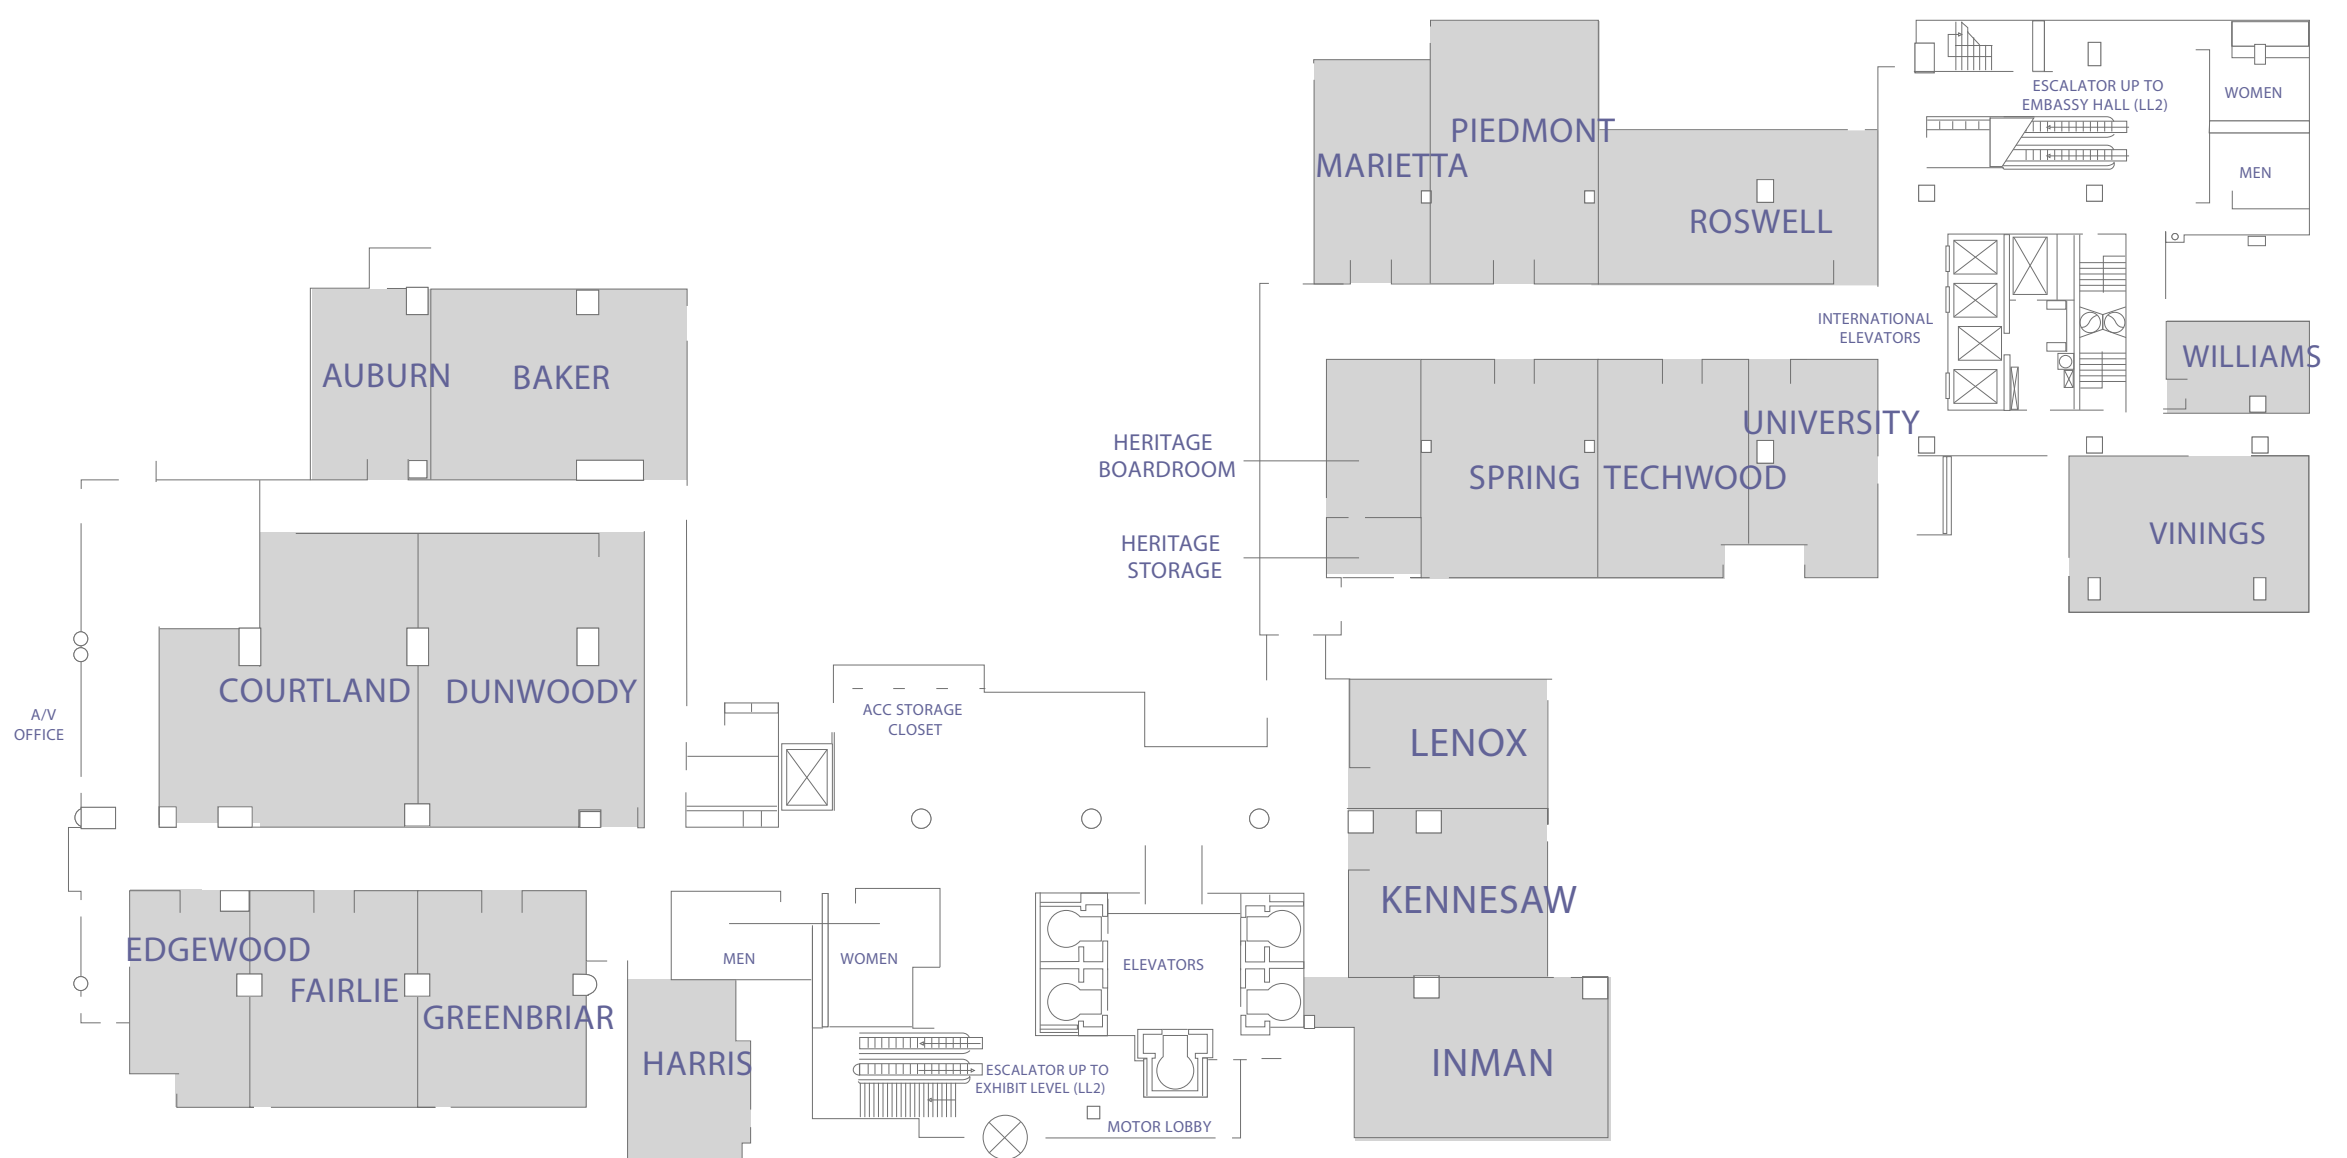 PIEDMONT
MARIETTA
ROSWELL
ESCALATOR UP TO
EMBASSY HALL (LL2)
WOMEN
MEN
INTERNATIONAL
ELEVATORS
WILLIAMS
AUBURN
BAKER
HERITAGE
BOARDROOM
SPRING
TECHWOOD
UNIVERSITY
VININGS
HERITAGE
STORAGE
COURTLAND
DUNWOODY
A/V
OFFICE
ACC STORAGE
CLOSET
LENOX
KENNESAW
EDGEWOOD
FAIRLIE
GREENBRIAR
MEN
WOMEN
ELEVATORS
HARRIS
ESCALATOR UP TO
EXHIBIT LEVEL (LL2)
INMAN
MOTOR LOBBY